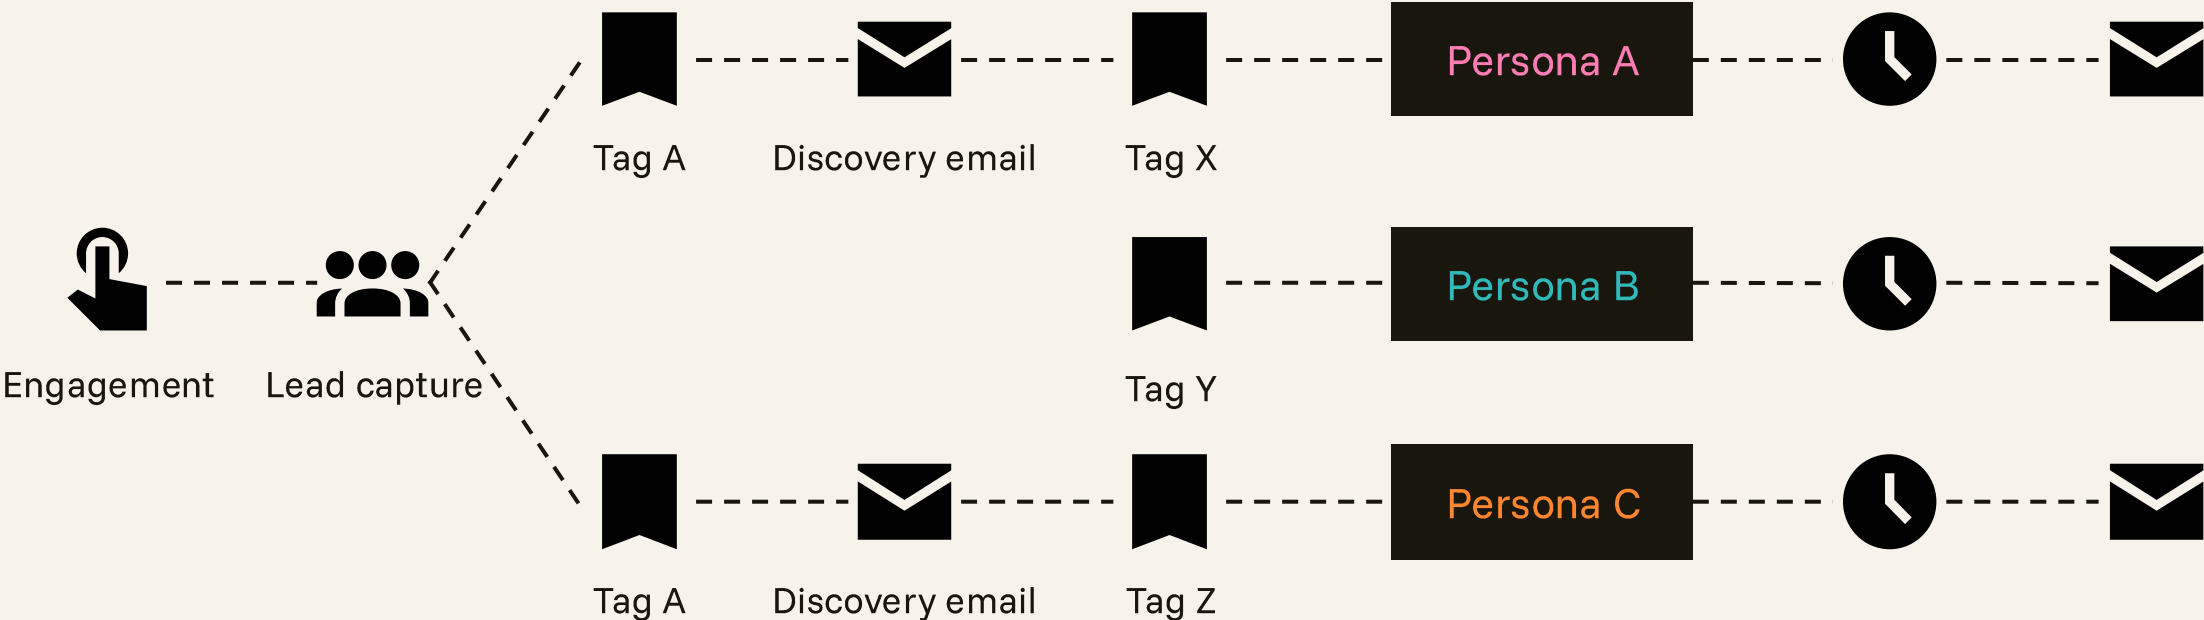 Persona A
Tag A
Discovery email
Tag X
Persona B
Engagement
Lead capture
Tag Y
Persona C
Tag A
Discovery email
Tag Z